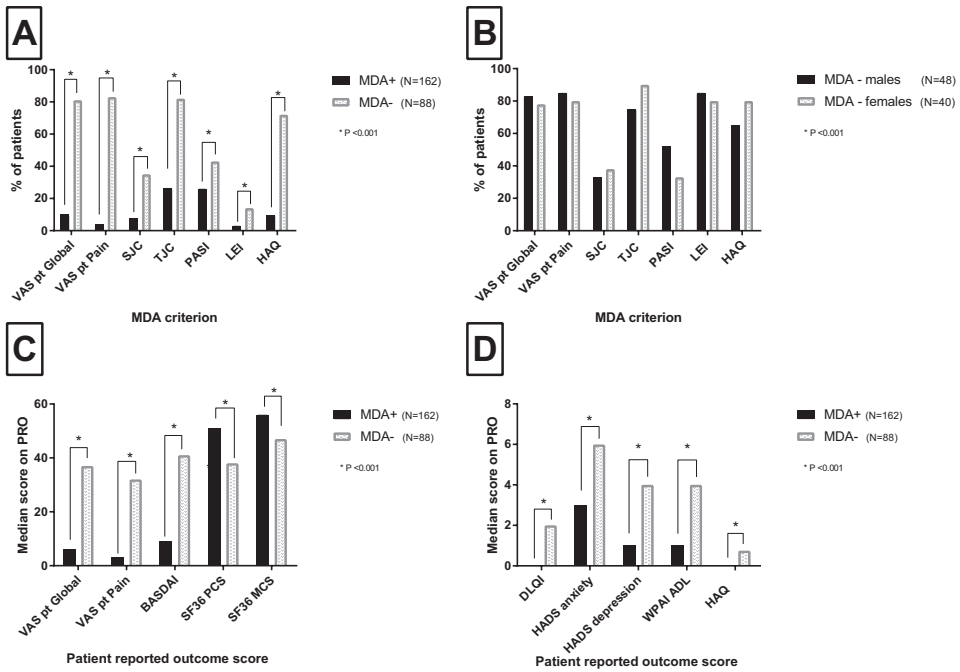 A
100
80
60
40
20
0
% of patients
VAS pt Global
VAS pt Pain
SJC
TJC
PASI
LEI
HAQ
MDA criterion
* * * * * * *
MDA+ (N=162)
MDA- (N=88)
* P <0.001
B
100
80
60
40
20
0
% of patients
VAS pt Global
VAS pt Pain
SJC
TJC
PASI
LEI
HAQ
MDA criterion
MDA - males (N=48)
MDA - females (N=40)
* P <0.001
C
60
40
20
0
Median score on PRO
VAS pt Global
VAS pt Pain
BASDAI
SF36 PCS
SF36 MCS
Patient reported outcome score
* * * * *
MDA+ (N=162)
MDA- (N=88)
* P <0.001
D
8
6
4
2
0
Median score on PRO
DLQI
HADS anxiety
HADS depression
WPAI ADL
HAQ
Patient reported outcome score
* * * * *
MDA+ (N=162)
MDA- (N=88)
* P <0.001